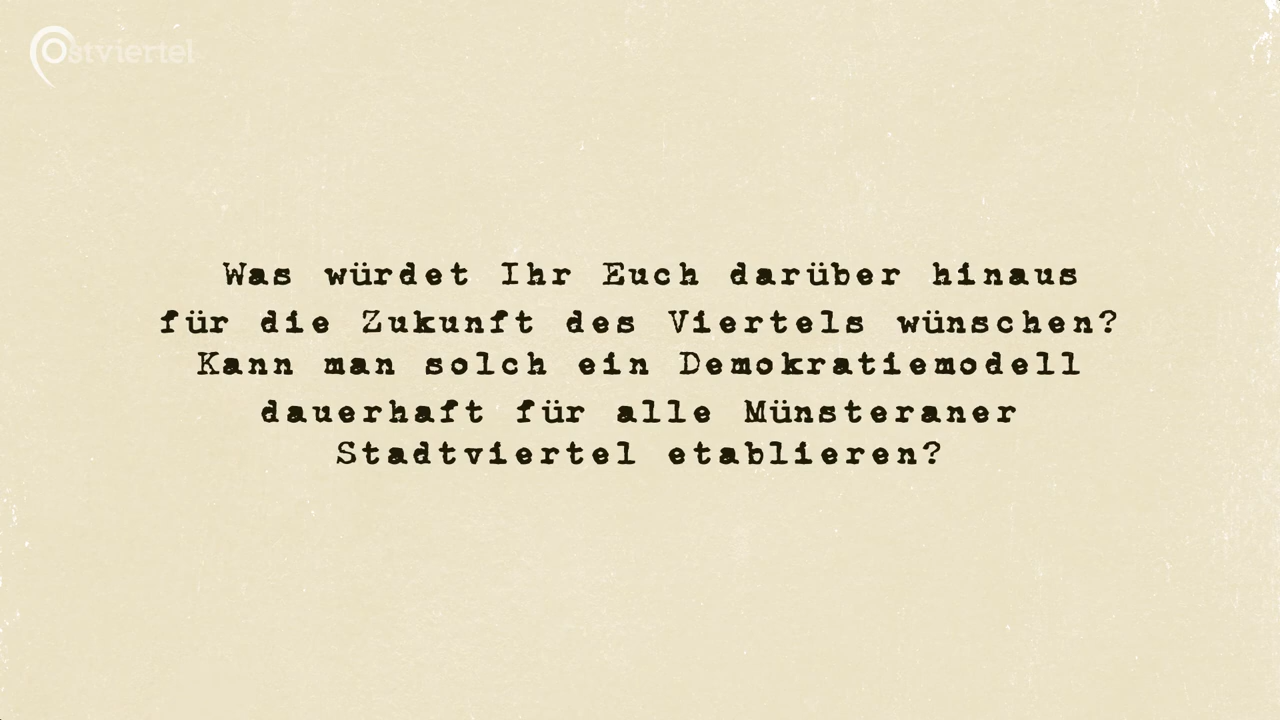 Ostviertel
Was würdet Ihr Euch darüber hinaus
für die Zukunft des Viertels wünschen?
Kann man solch ein Demokratiemodell
dauerhaft für alle Münsteraner
Stadtviertel etablieren?